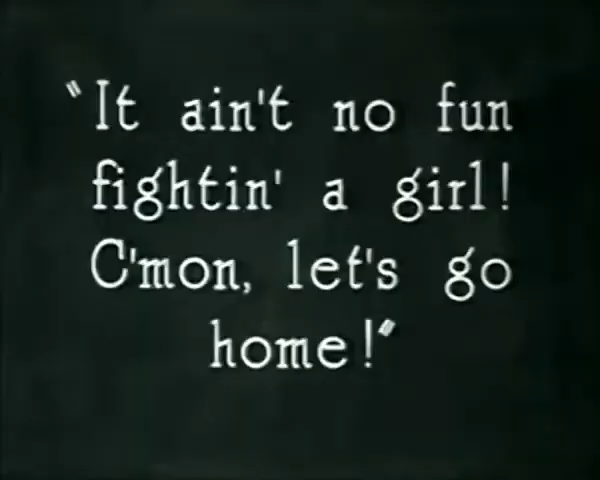 "It ain't no fun
fightin' a girl!
C'mon, let's go
home!"